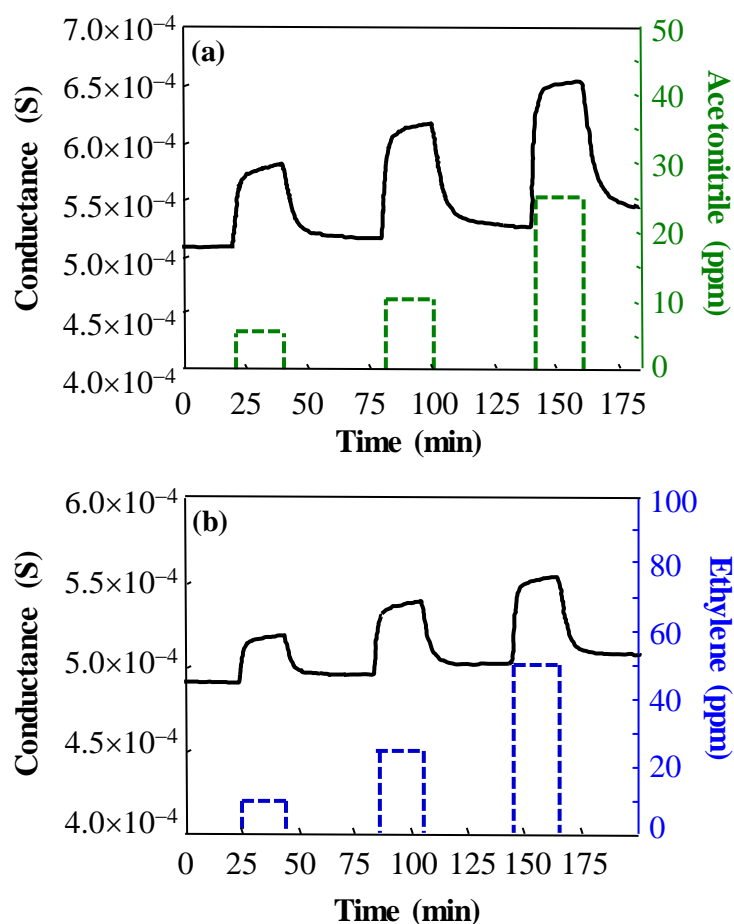 (a)
Conductance (S)
7.0×10⁻⁴
6.5×10⁻⁴
6.0×10⁻⁴
5.5×10⁻⁴
5.0×10⁻⁴
4.5×10⁻⁴
4.0×10⁻⁴
50
40
30
20
10
0
Acetonitrile (ppm)
0 25 50 75 100 125 150 175
Time (min)
(b)
Conductance (S)
6.0×10⁻⁴
5.5×10⁻⁴
5.0×10⁻⁴
4.5×10⁻⁴
4.0×10⁻⁴
100
80
60
40
20
0
Ethylene (ppm)
0 25 50 75 100 125 150 175
Time (min)